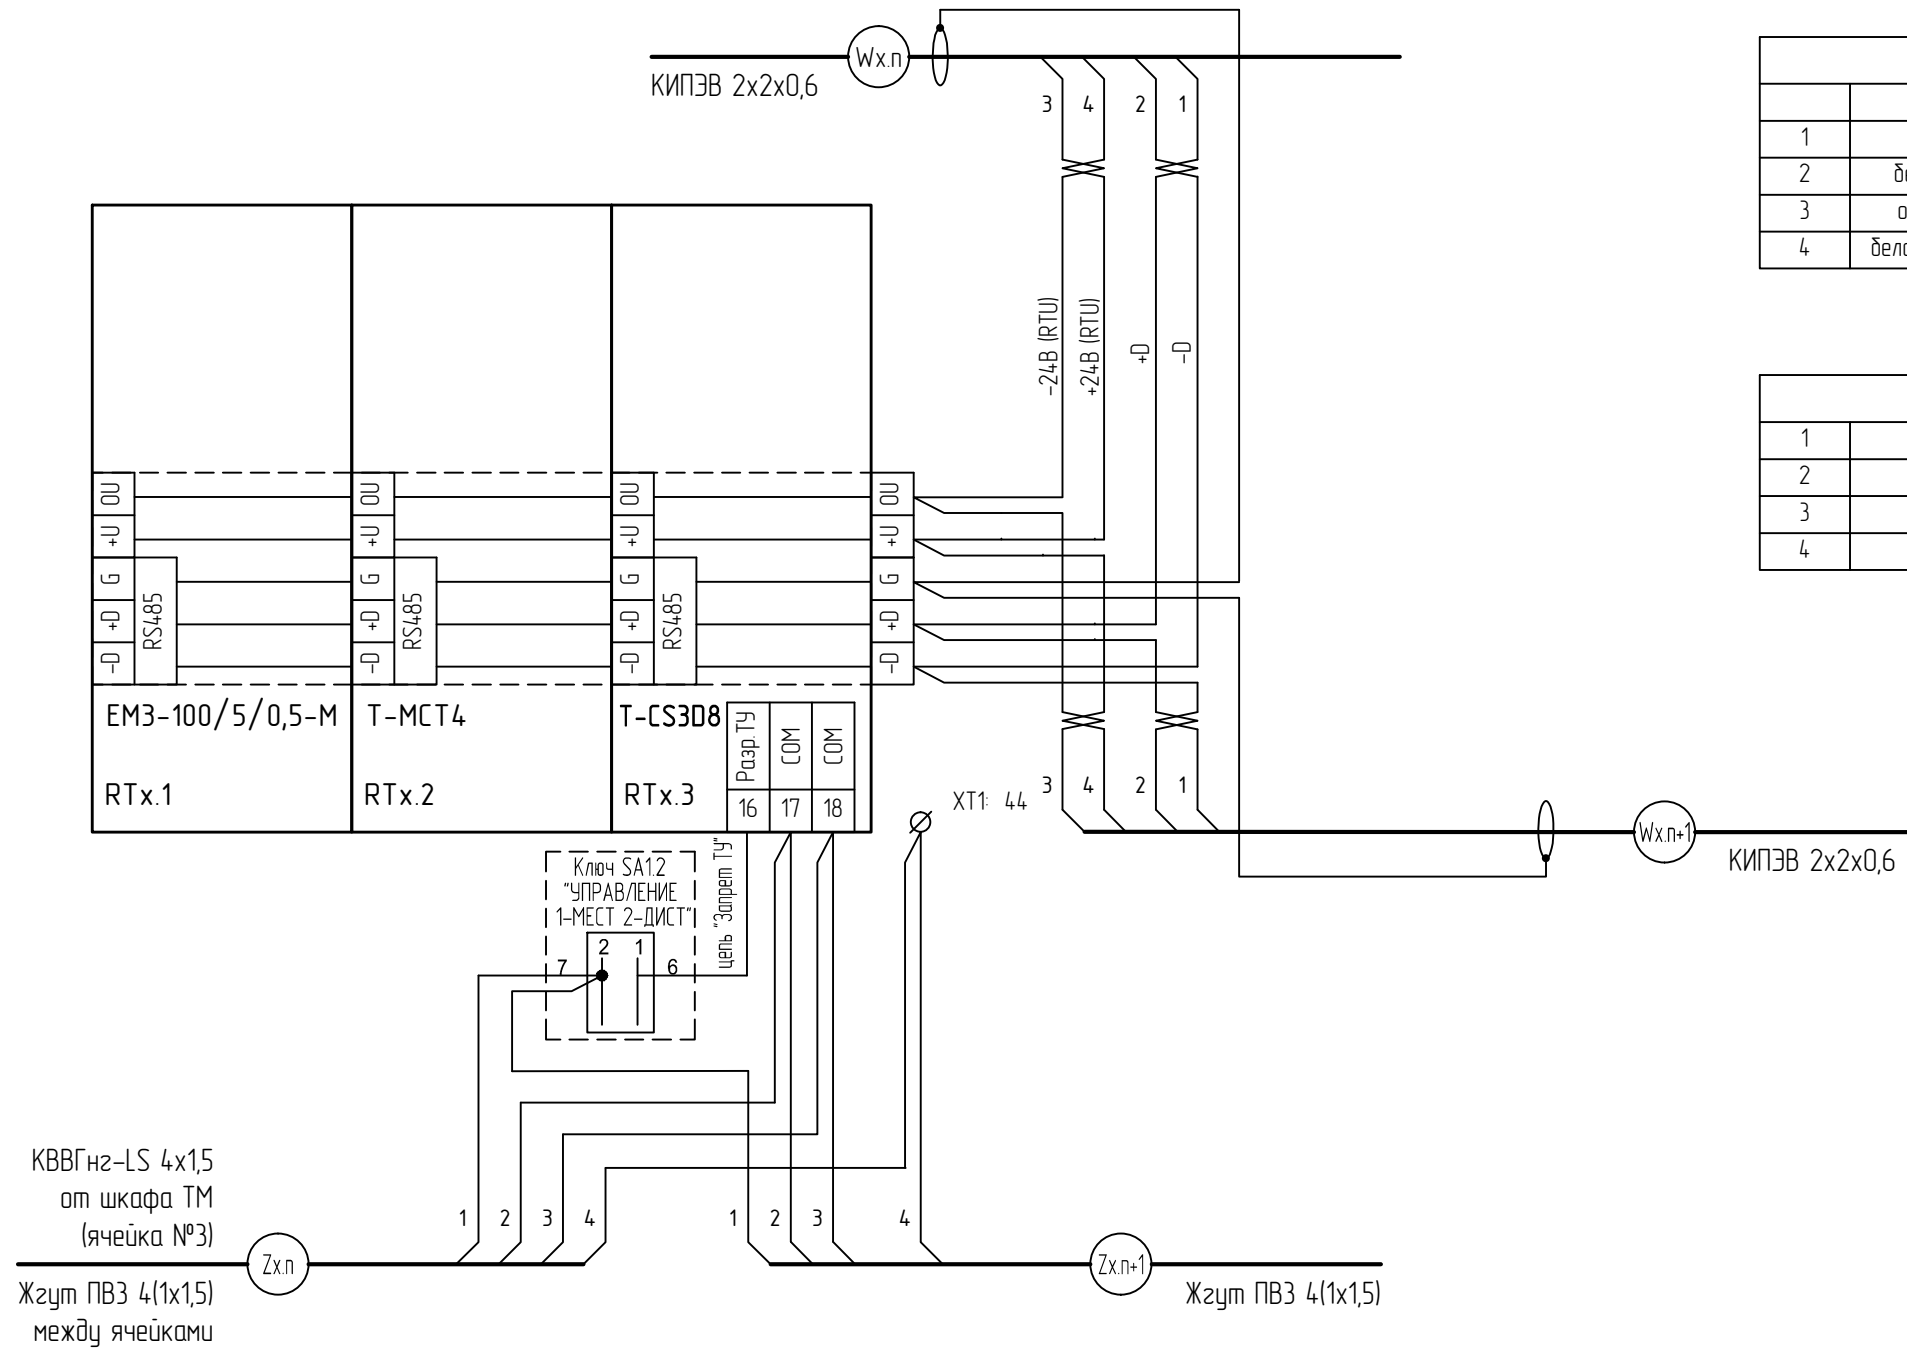 Wx.n
КИПЭВ 2x2x0,6
3 4 2 1
1
2
3
4
-24В (RTU)
+24В (RTU)
+D
-D
1
2
3
4
0U 0U 0U 0U
+U +U +U +U
G G G G
+D +D +D +D
-D -D -D -D
RS485 RS485 RS485
ЕМ3-100/5/0,5-М
T-MCT4
T-CS3D8
RTx.1
RTx.2
RTx.3
Разр.ТУ COM COM
16 17 18
XT1: 44
3 4 2 1
Wx.n+1
КИПЭВ 2x2x0,6
Ключ SA1.2
"УПРАВЛЕНИЕ
1-МЕСТ 2-ДИСТ"
цепь "Запрет ТУ"
2 1
7 6
КВВГнг-LS 4x1,5
от шкафа ТМ
(ячейка №3)
1 2 3 4
1 2 3 4
Zx.n
Zx.n+1
Жгут ПВ3 4(1x1,5)
между ячейками
Жгут ПВ3 4(1x1,5)